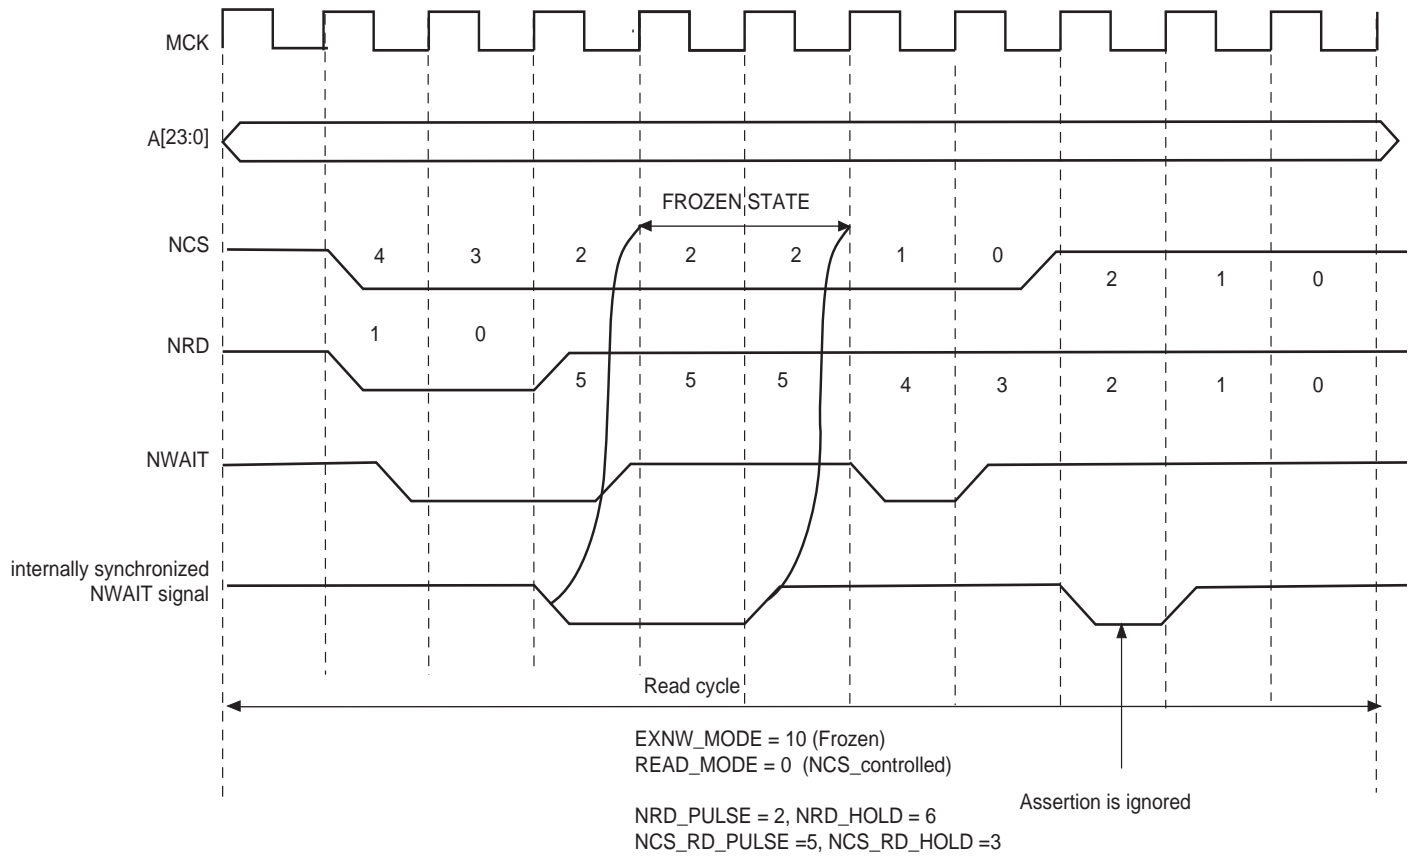 MCK
A[23:0]
FROZEN STATE
NCS
4 3 2 2 2 1 0
2 1 0
1 0
NRD
5 5 5 4 3 2 1 0
NWAIT
internally synchronized
NWAIT signal
Read cycle
EXNW_MODE = 10 (Frozen)
READ_MODE = 0 (NCS_controlled)
Assertion is ignored
NRD_PULSE = 2, NRD_HOLD = 6
NCS_RD_PULSE =5, NCS_RD_HOLD =3